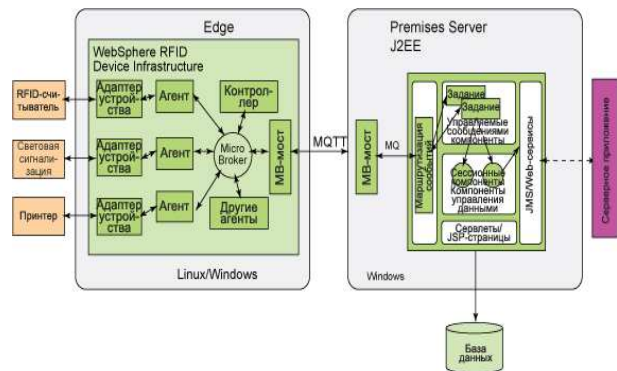 Edge
WebSphere RFID
Device Infrastructure
RFID-счи-
тыватель
Адаптер
устрой-
ства
Агент
Контрол-
лер
Световая
сигнали-
зация
Адаптер
устрой-
ства
Агент
Micro
Broker
MB-мост
Принтер
Адаптер
устрой-
ства
Агент
Другие
агенты
Linux/Windows
MQTT
Premises Server
J2EE
MB-мост
MQ
Маршрутизация
сообытий
Задание
Задание
Управляемые
сообщениями
компоненты
Сессионные
компоненты
Компоненты
управления
данными
Сервлеты/
JSP-страницы
JMS/Web-сервисы
Windows
Серверное приложение
База
данных